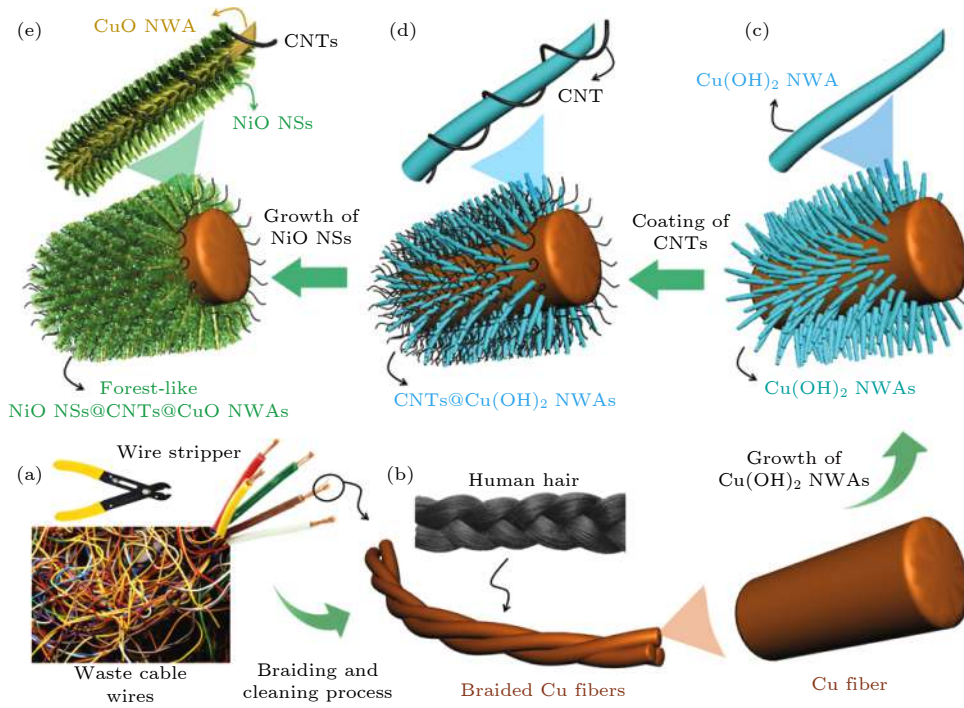 (e)
CuO NWA
CNTs
NiO NSs
Growth of
NiO NSs
Forest-like
NiO NSs@CNTs@CuO NWAs
(d)
CNT
Coating of
CNTs
CNTs@Cu(OH)₂ NWAs
(c)
Cu(OH)₂ NWA
Cu(OH)₂ NWAs
(a)
Wire stripper
Waste cable
wires
Braiding and
cleaning process
(b)
Human hair
Braided Cu fibers
Growth of
Cu(OH)₂ NWAs
Cu fiber